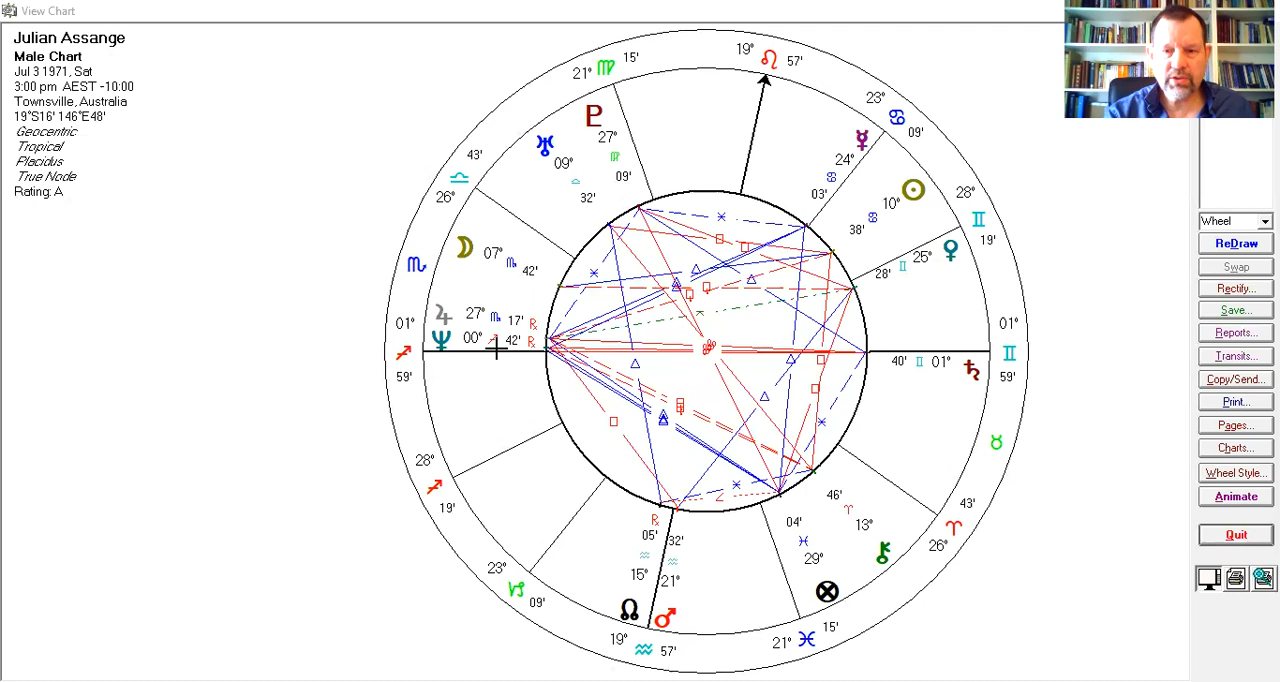 View Chart
Julian Assange
Male Chart
Jul 3 1971, Sat
3:00 pm AEST -10:00
Townsville, Australia
19°S16' 146°E48'
Geocentric
Tropical
Placidus
True Node
Rating: A
19° ♌ 57'
21° ♍ 15'
23° ♋ 09'
27° ♍ 09'
24° ♋ 03'
09° ♎ 32'
10° ♋ 38'
43' ♎ 26°
28° ♊ 19'
25° ♊ 28'
07° ♏ 42'
27° ♏ 17' ℞
00° ♐ 42' ℞
01° ♐ 59'
01° ♊ 59'
40' ♊ 01°
28° ♐ 19'
46' ♈ 13°
43' ♈ 26°
04' ♓ 29°
℞ 05' ♒ 15°
32' ♒ 21°
23° ♑ 09'
19° ♒ 57'
21° ♓ 15'
Wheel
ReDraw
Swap
Rectify...
Save...
Reports...
Transits...
Copy/Send...
Print...
Pages...
Charts...
Wheel Style...
Animate
Quit